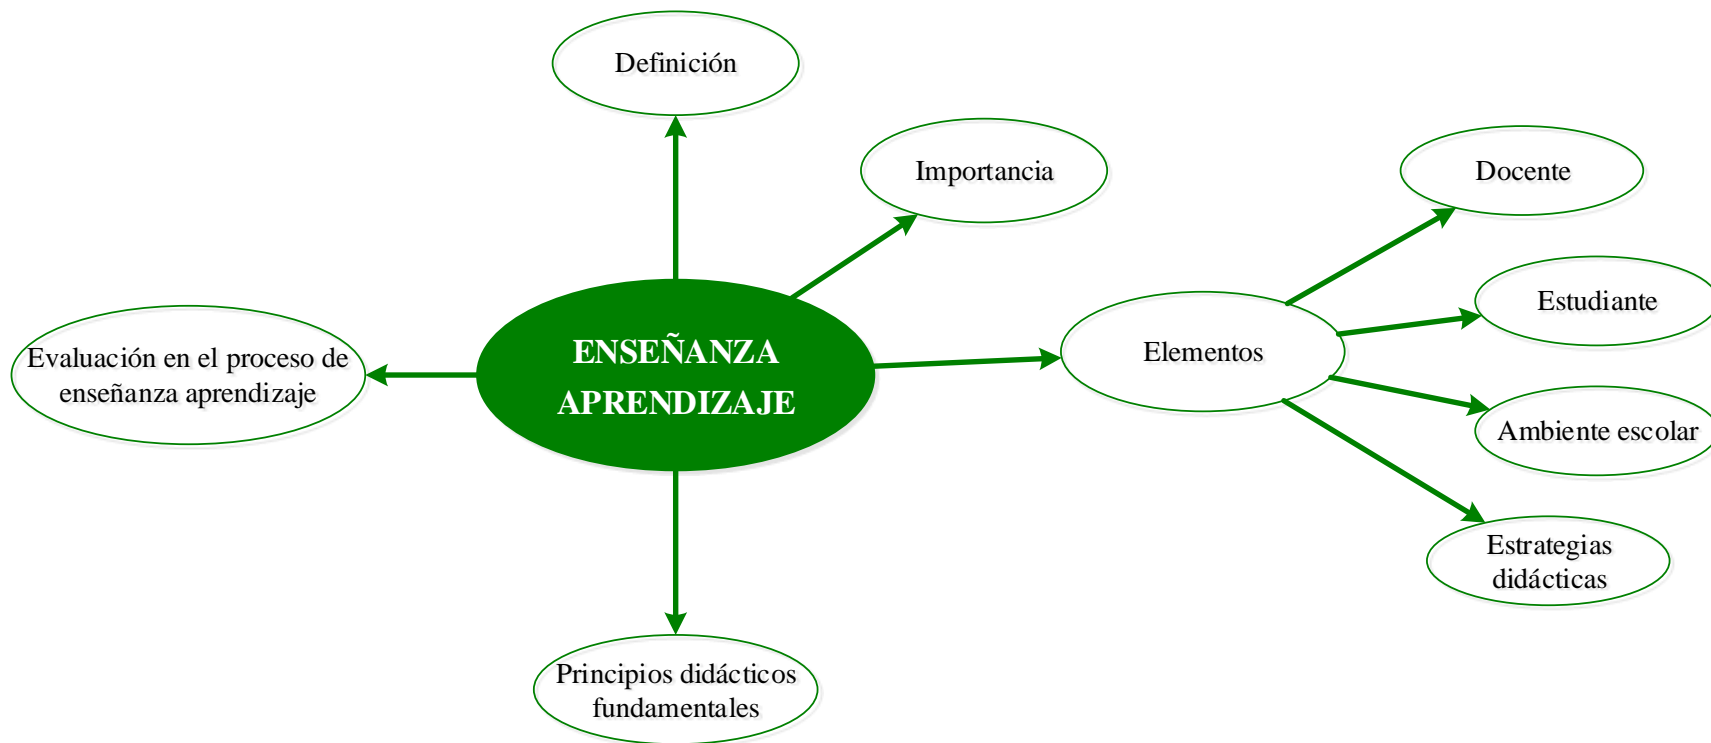 Definición
Importancia
Docente
Estudiante
ENSEÑANZA
APRENDIZAJE
Elementos
Evaluación en el proceso de
enseñanza aprendizaje
Ambiente escolar
Estrategias
didácticas
Principios didácticos
fundamentales